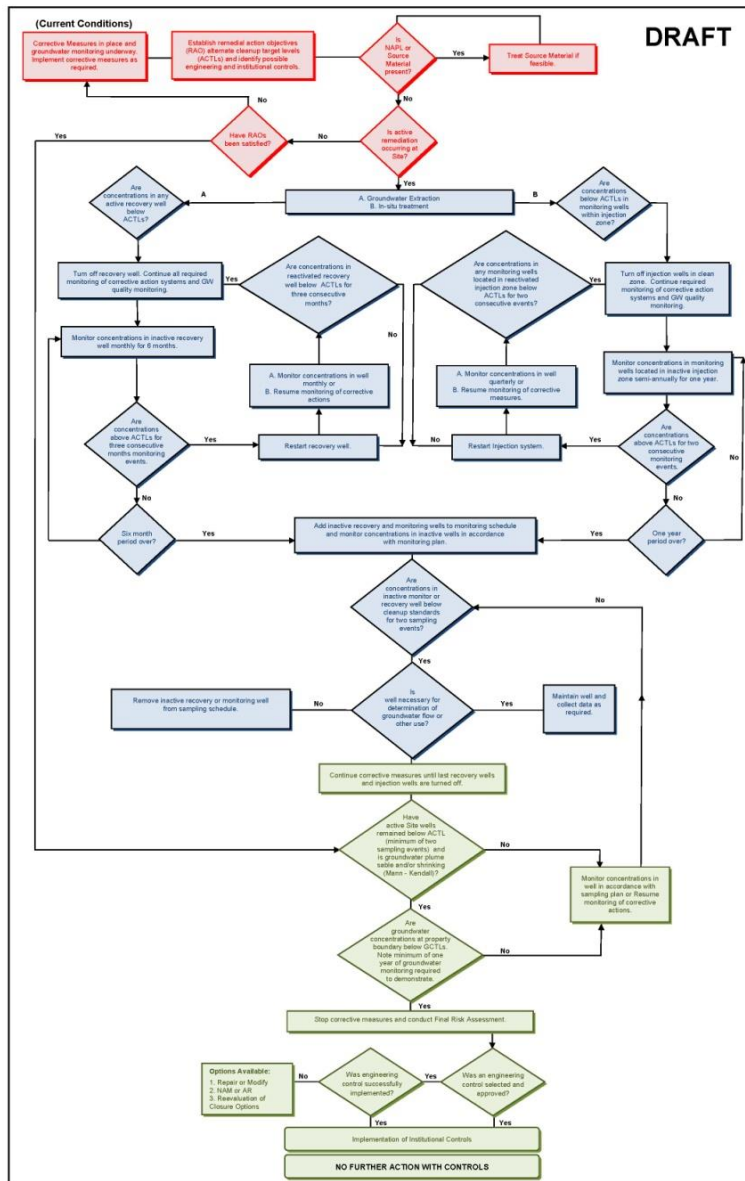 (Current Conditions)
DRAFT
Corrective Measures in place and
groundwater monitoring underway.
Implement corrective measures as
required.
Establish remedial action objectives
(RAO) alternate cleanup target levels
(ACTLs) and identify possible
engineering and institutional controls.
Is
NAPL or
Source
Material
present?
Yes
Treat Source Material if
feasible.
No
No
Yes
Have RAOs
been satisfied?
No
Is active
remediation
occurring at
Site?
Yes
Are
concentrations in any
active recovery well
below
ACTLs?
A
A. Groundwater Extraction
B. In-situ treatment
B
Are
concentrations
below ACTLs in
monitoring wells
within injection
zone?
Turn off recovery well. Continue all required
monitoring of corrective action systems and GW
quality monitoring.
Yes
Are concentrations in
reactivated recovery
well below ACTLs for
three consecutive
months?
Are concentrations in
any monitoring wells
located in reactivated
injection zone below
ACTLs for two
consecutive events?
Yes
Turn off injection wells in clean
zone. Continue required
monitoring of corrective action
systems and GW quality
monitoring.
No
Monitor concentrations in inactive recovery
well monthly for 6 months.
A. Monitor concentrations in well
monthly or
B. Resume monitoring of corrective
actions
A. Monitor concentrations in well
quarterly or
B. Resume monitoring of corrective
measures.
Monitor concentrations in monitoring
wells located in inactive injection
zone semi-annually for one year.
Are
concentrations
above ACTLs for
three consecutive
months monitoring
events.
Yes
Restart recovery well.
No
Restart Injection system.
Yes
Are
concentrations
above ACTLs for two
consecutive
monitoring
events.
No
No
No
Six month
period over?
Yes
Add inactive recovery and monitoring wells to monitoring schedule
and monitor concentrations in inactive wells in accordance
with monitoring plan.
Yes
One year
period over?
Are
concentrations in
inactive monitor or
recovery well below
cleanup standards
for two sampling
events?
No
Yes
Remove inactive recovery or monitoring well
from sampling schedule.
No
Is
well necessary for
determination of
groundwater flow or
other use?
Yes
Maintain well and
collect data as
required.
Continue corrective measures until last recovery wells
and injection wells are turned off.
Have
active Site wells
remained below ACTL
(minimum of two
sampling events) and
is groundwater plume
sable and/or shrinking
(Mann - Kendall)?
No
Monitor concentrations in
well in accordance with
sampling plan or Resume
monitoring of corrective
actions.
Yes
Are
groundwater
concentrations at property
boundary below GCTLs.
Note minimum of one
year of groundwater
monitoring required
to demonstrate.
No
Yes
Stop corrective measures and conduct Final Risk Assessment.
Options Available:
1. Repair or Modify
2. NAM or AR
3. Reevaluation of
Closure Options
No
Was engineering
control successfully
implemented?
Yes
Was an engineering
control selected and
approved?
Yes
Yes
Implementation of Institutional Controls
NO FURTHER ACTION WITH CONTROLS